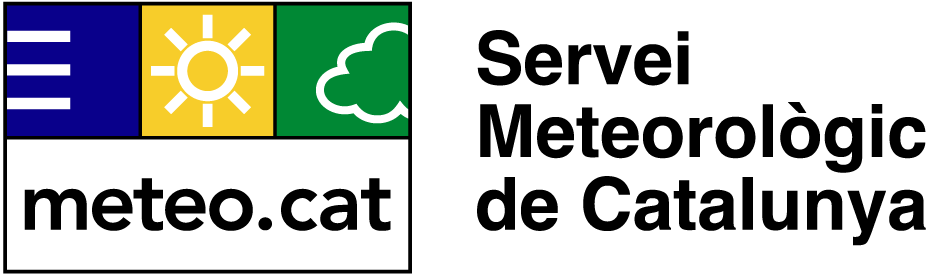 meteo.cat
Servei
Meteorològic
de Catalunya